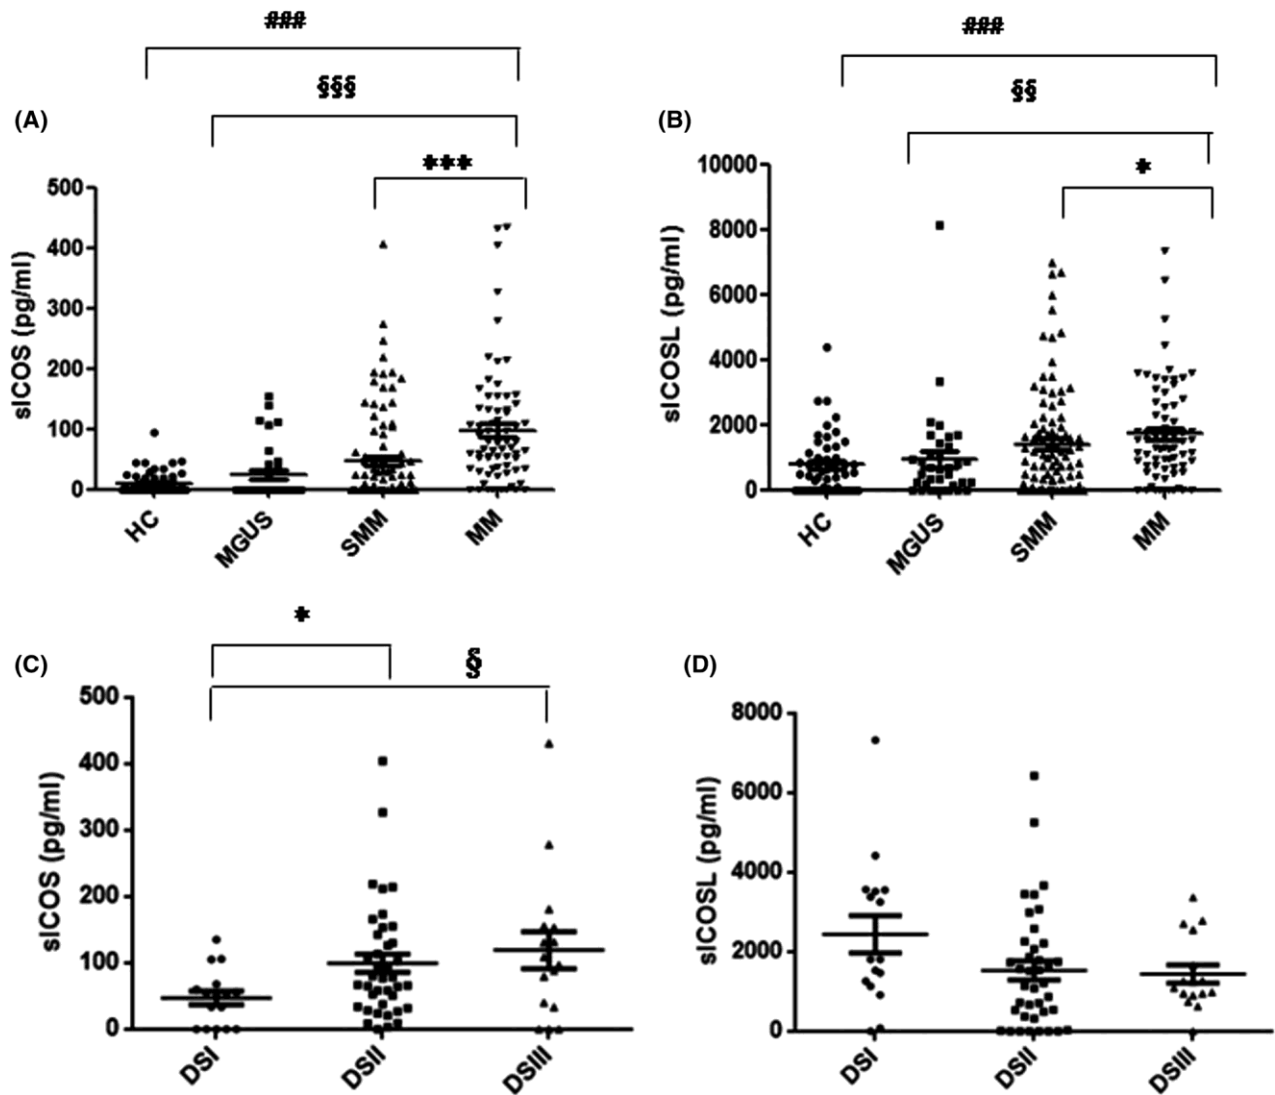 ###
§§§
(A)
***
sICOS (pg/ml)
500
400
300
200
100
0
HC
MGUS
SMM
MM
###
§§
(B)
*
sICOSL (pg/ml)
10000
8000
6000
4000
2000
0
HC
MGUS
SMM
MM
*
§
(C)
sICOS (pg/ml)
500
400
300
200
100
0
DSI
DSII
DSIII
(D)
sICOSL (pg/ml)
8000
6000
4000
2000
0
DSI
DSII
DSIII